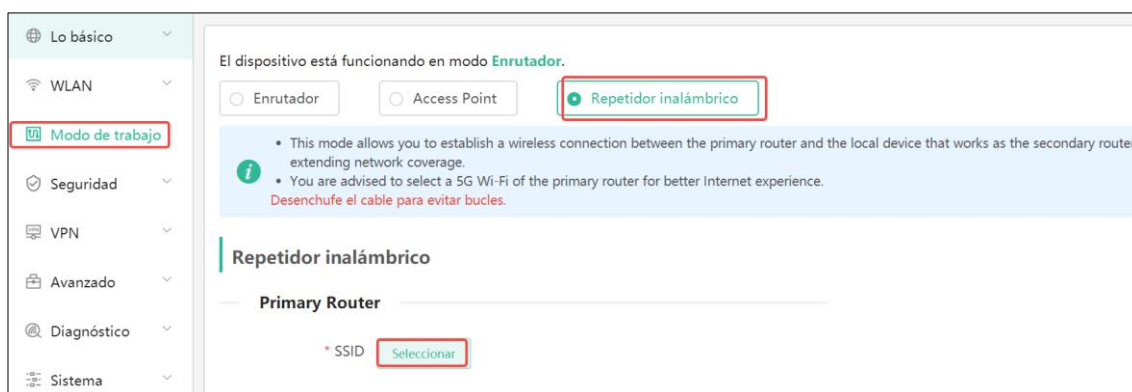 Lo básico
WLAN
Modo de trabajo
Seguridad
VPN
Avanzado
Diagnóstico
Sistema
El dispositivo está funcionando en modo Enrutador.
Enrutador
Access Point
Repetidor inalámbrico
• This mode allows you to establish a wireless connection between the primary router and the local device that works as the secondary router
extending network coverage.
• You are advised to select a 5G Wi-Fi of the primary router for better Internet experience.
Desenchufe el cable para evitar bucles.
Repetidor inalámbrico
Primary Router
* SSID
Seleccionar